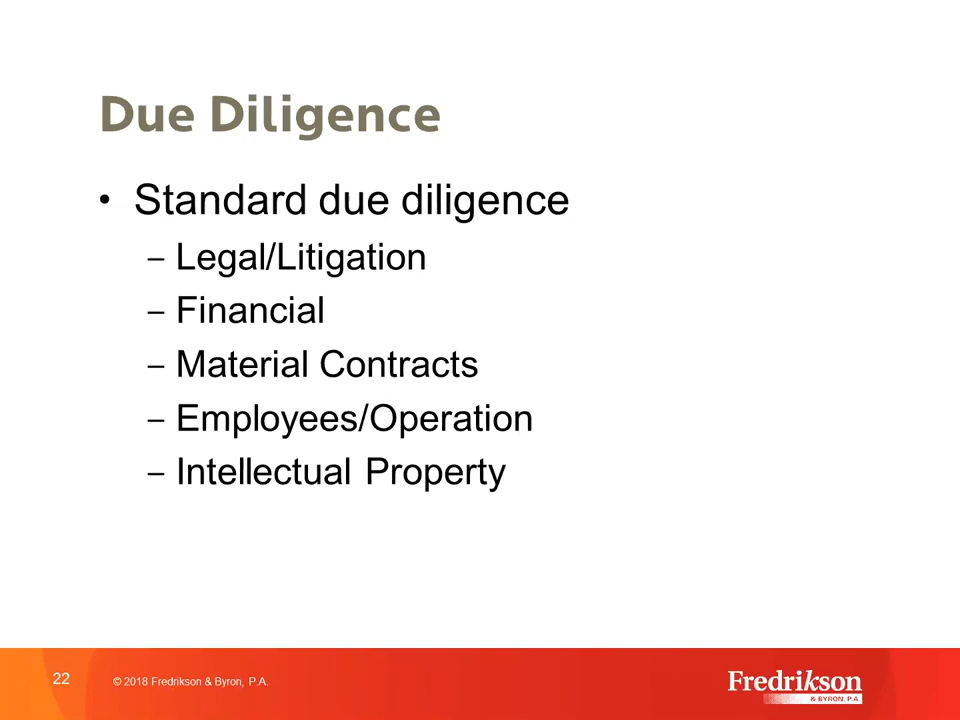 Due Diligence
• Standard due diligence
– Legal/Litigation
– Financial
– Material Contracts
– Employees/Operation
– Intellectual Property
22
© 2018 Fredrikson & Byron, P.A.
Fredrikson
& BYRON, P.A.